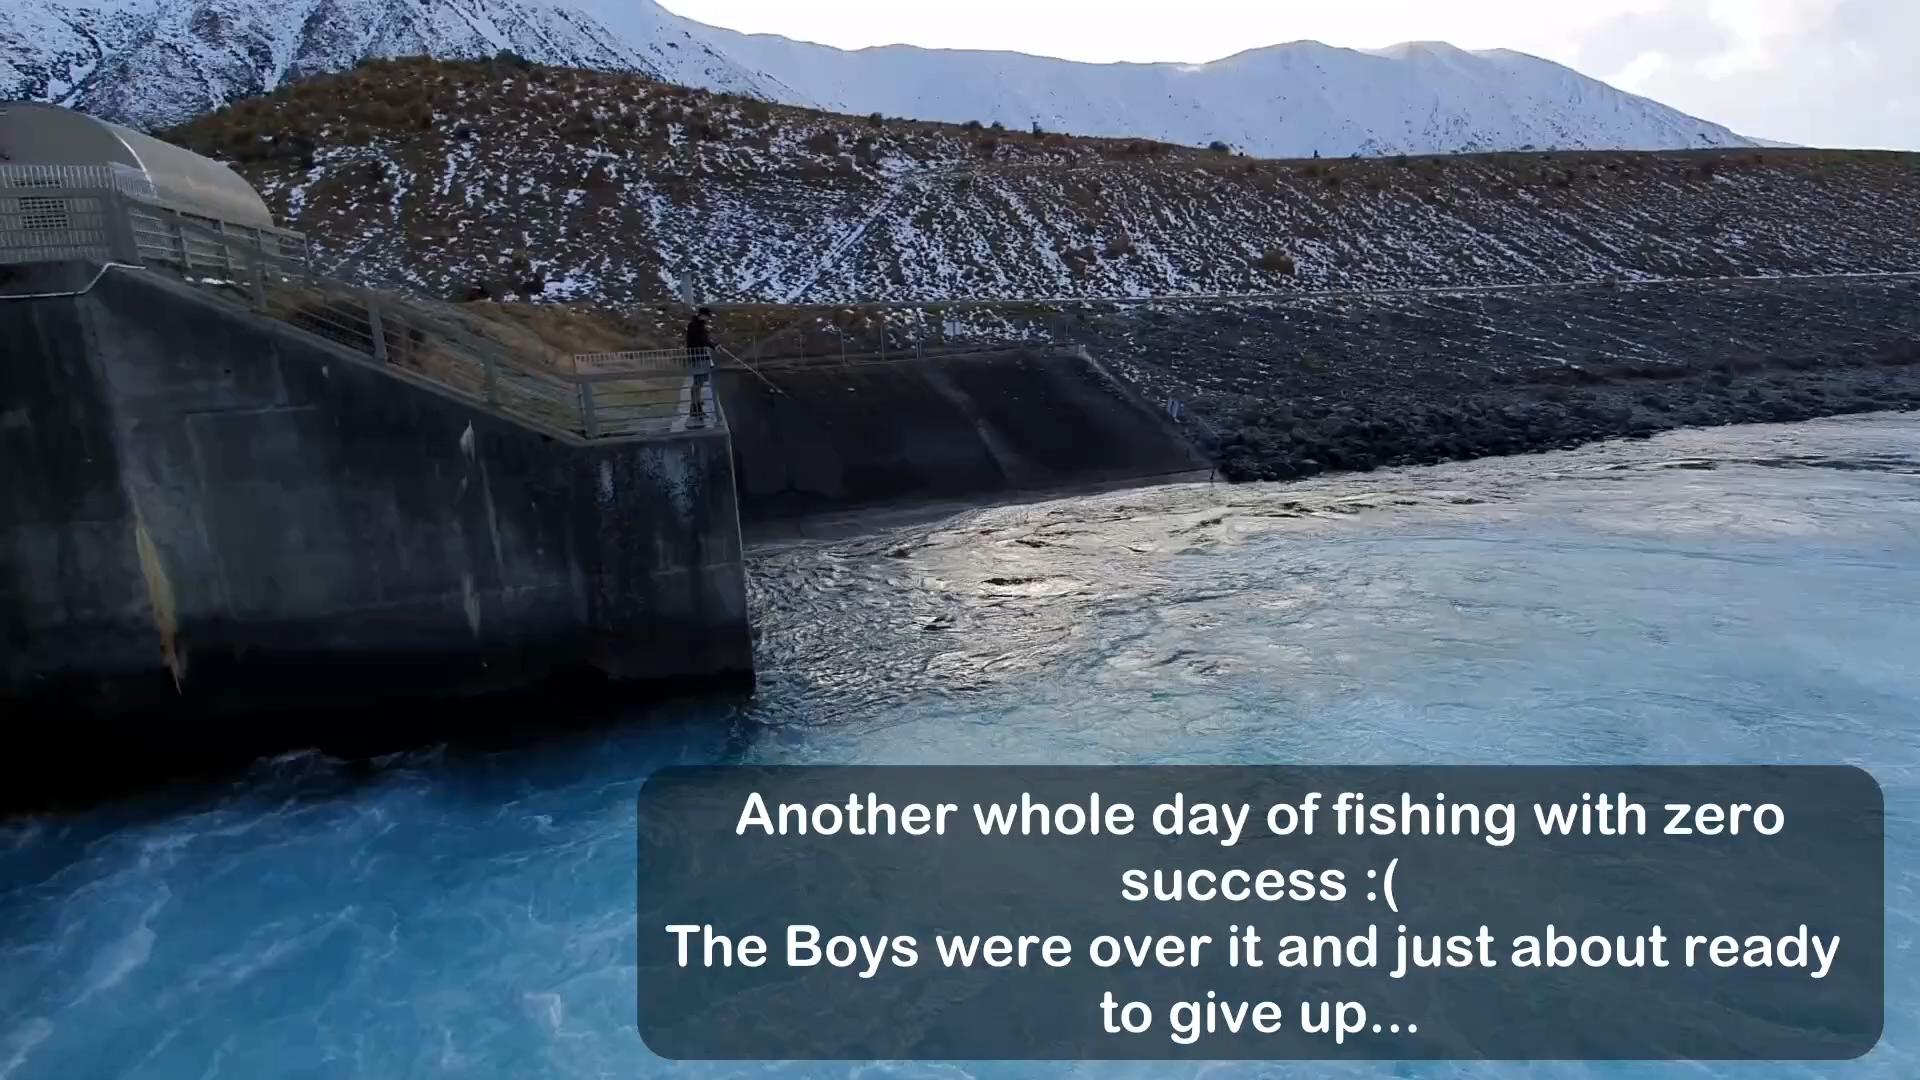 Another whole day of fishing with zero
success :(
The Boys were over it and just about ready
to give up...